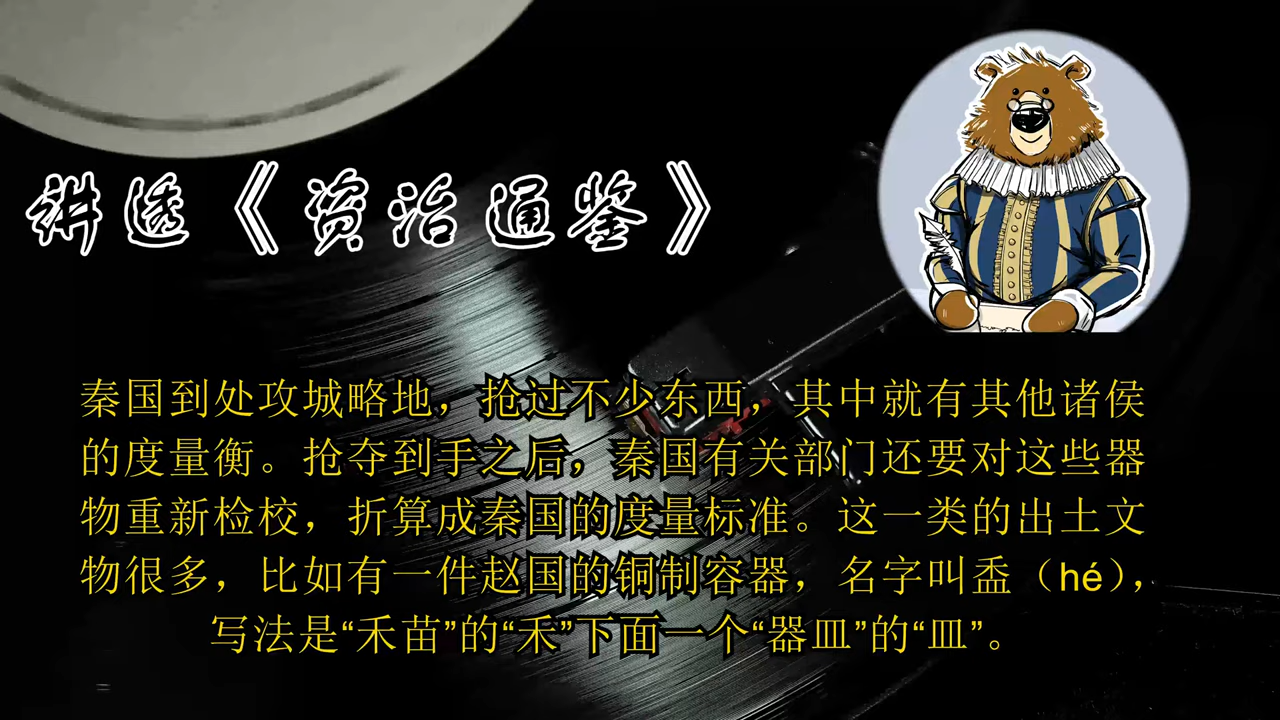 讲透《资治通鉴》
秦国到处攻城略地，抢过不少东西，其中就有其他诸侯
的度量衡。抢夺到手之后，秦国有关部门还要对这些器
物重新检校，折算成秦国的度量标准。这一类的出土文
物很多，比如有一件赵国的铜制容器，名字叫盉（hé），
写法是“禾苗”的“禾”下面一个“器皿”的“皿”。